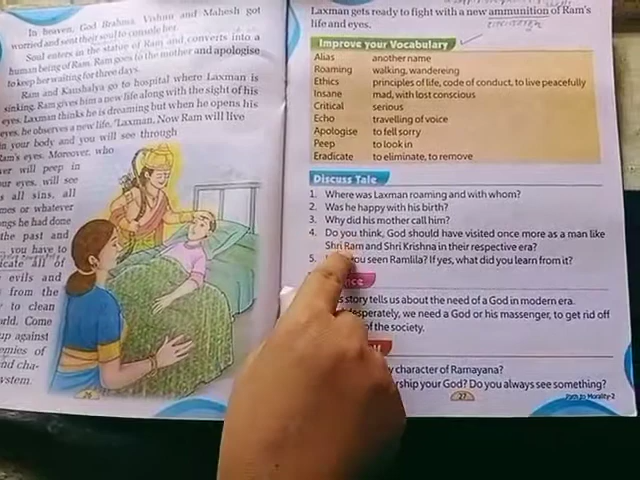 In heaven, God Brahma, Vishnu and Mahesh got
worried and sent their soul to console her.
Soul enters in the statue of Ram and converts into a
human being of Ram. Ram goes to the mother and apologise
to keep her waiting for three days.
Ram and Kaushalya go to hospital where Laxman is
sinking. Ram gives him a new life along with the sight of his
eyes. Laxman thinks he is dreaming but when he opens his
eyes, he observes a new life. "Laxman. Now Ram will live
in your body and you will see through
Ram's eyes. Moreover, who
ver will peep in
our eyes, will see
s all sins, all
mes or whatever
ngs he had done
the past and
you have to
icate all of
evils and
from the
to clean
rld. Come
up against
emies of
nd cha-
ystem.
26
Laxman gets ready to fight with a new ammunition of Ram's
life and eyes.
Improve your Vocabulary
Alias another name
Roaming walking, wandereing
Ethics principles of life, code of conduct, to live peacefully
Insane mad, with lost conscious
Critical serious
Echo travelling of voice
Apologise to fell sorry
Peep to look in
Eradicate to eliminate, to remove
Discuss Tale
1. Where was Laxman roaming and with whom?
2. Was he happy with his birth?
3. Why did his mother call him?
4. Do you think, God should have visited once more as a man like
Shri Ram and Shri Krishna in their respective era?
5. you seen Ramlila? If yes, what did you learn from it?
s story tells us about the need of a God in modern era.
desperately, we need a God or his messenger, to get rid off
of the society.
y character of Ramayana?
rship your God? Do you always see something?
27
Path to Morality-2